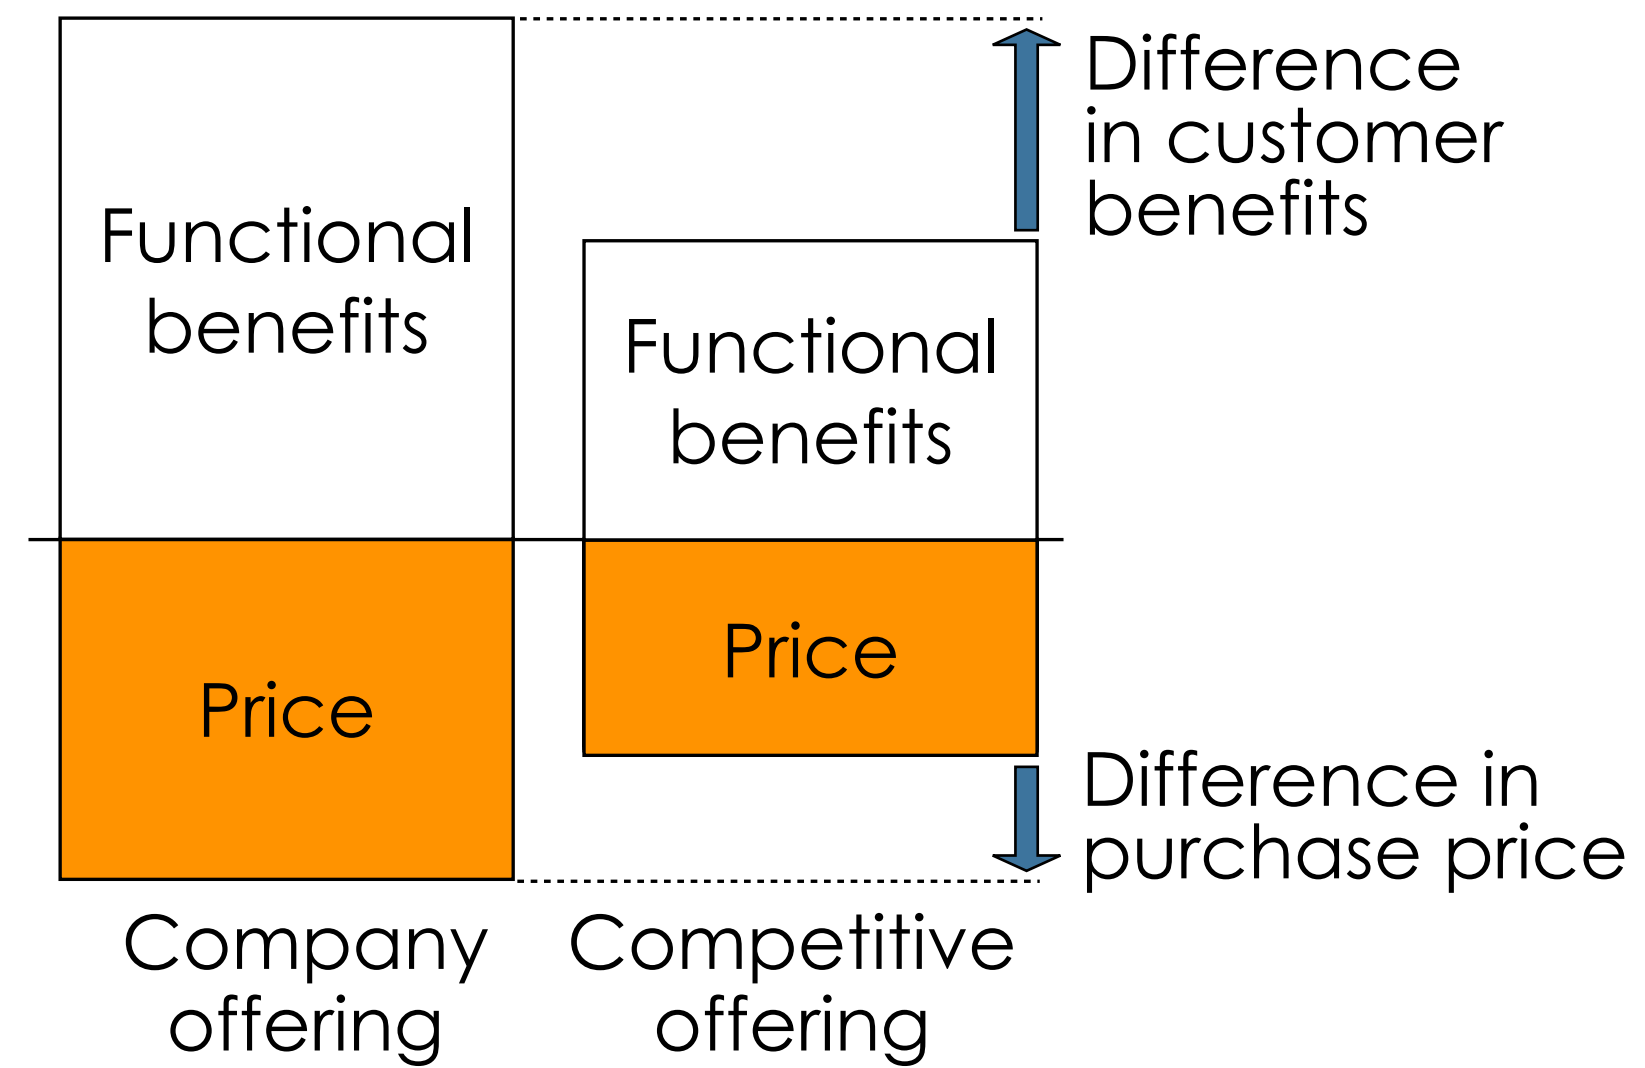 Functional
benefits
Price
Company
offering
Functional
benefits
Price
Competitive
offering
Difference
in customer
benefits
Difference in
purchase price